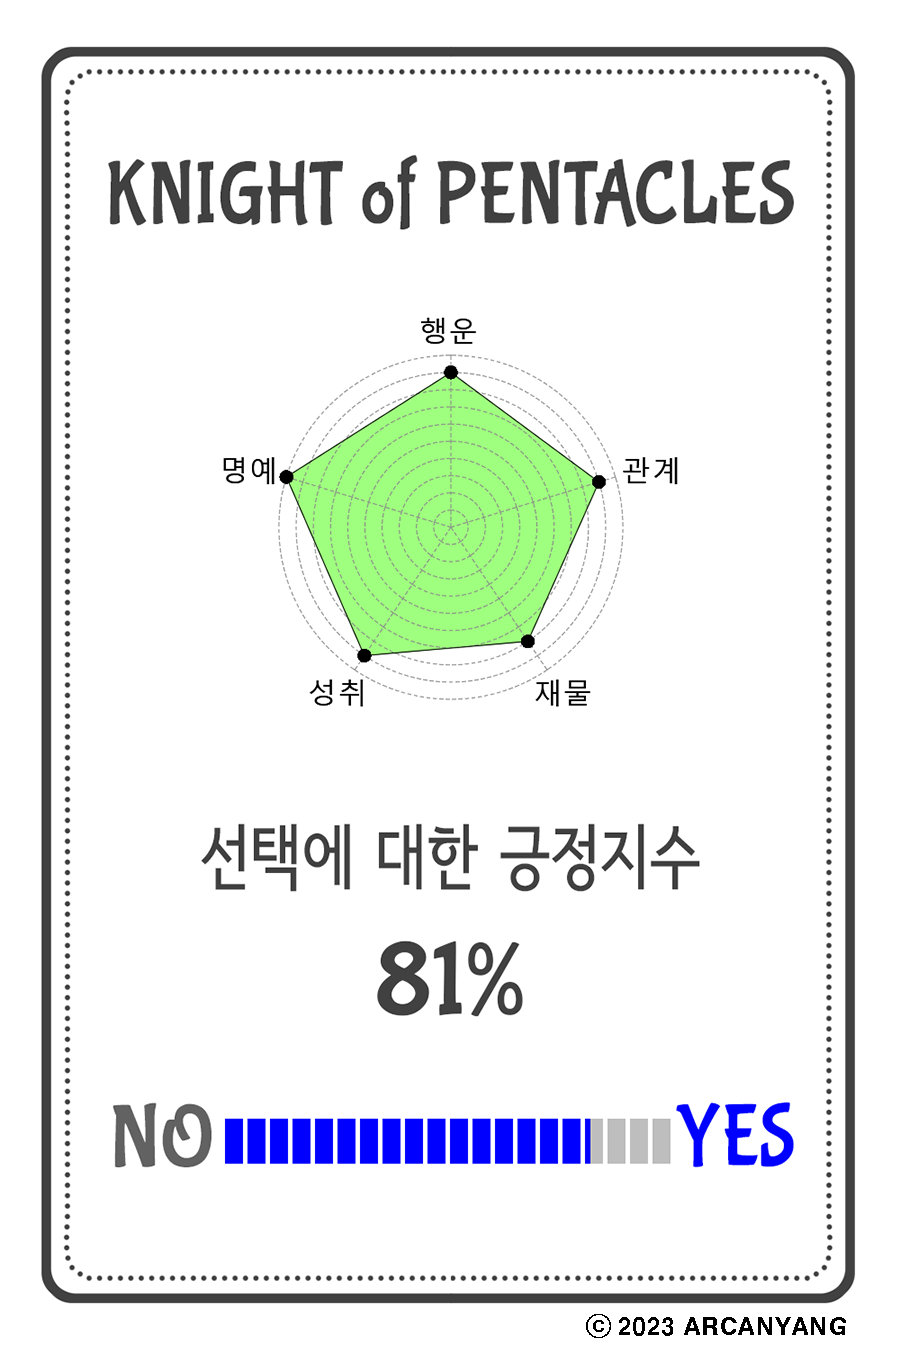 KNIGHT of PENTACLES
행운
명예
관계
성취
재물
선택에 대한 긍정지수
81%
NO YES
© 2023 ARCANYANG